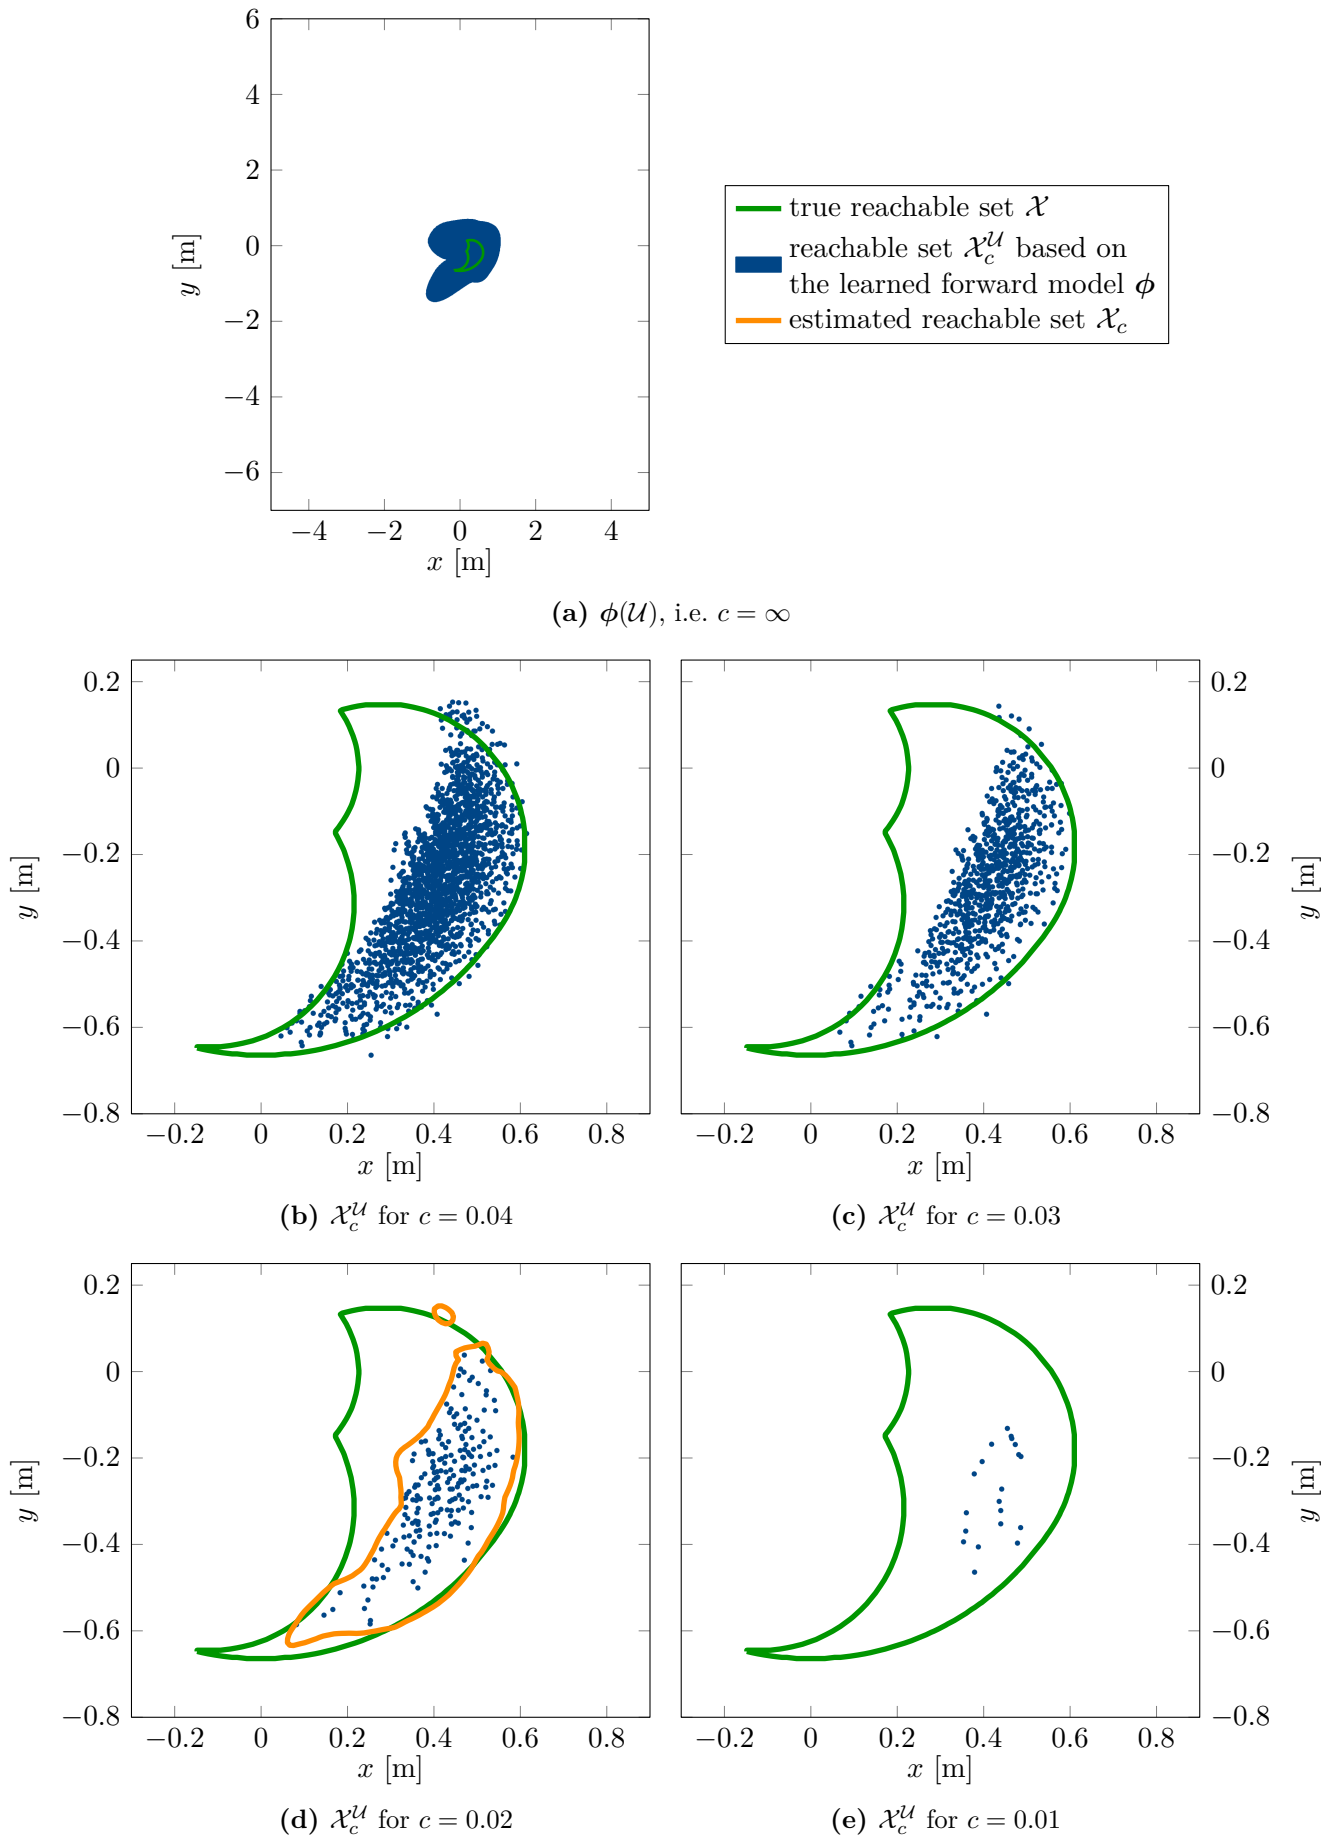 6
4
2
0
−2
−4
−6
y [m]
−4 −2 0 2 4
x [m]
true reachable set 𝒳
reachable set 𝒳_c^𝒰 based on
the learned forward model ϕ
estimated reachable set 𝒳_c
(a) ϕ(𝒰), i.e. c = ∞
0.2
0
−0.2
−0.4
−0.6
−0.8
y [m]
−0.2 0 0.2 0.4 0.6 0.8
x [m]
(b) 𝒳_c^𝒰 for c = 0.04
0.2
0
−0.2
−0.4
−0.6
−0.8
y [m]
−0.2 0 0.2 0.4 0.6 0.8
x [m]
(c) 𝒳_c^𝒰 for c = 0.03
0.2
0
−0.2
−0.4
−0.6
−0.8
y [m]
−0.2 0 0.2 0.4 0.6 0.8
x [m]
(d) 𝒳_c^𝒰 for c = 0.02
0.2
0
−0.2
−0.4
−0.6
−0.8
y [m]
−0.2 0 0.2 0.4 0.6 0.8
x [m]
(e) 𝒳_c^𝒰 for c = 0.01